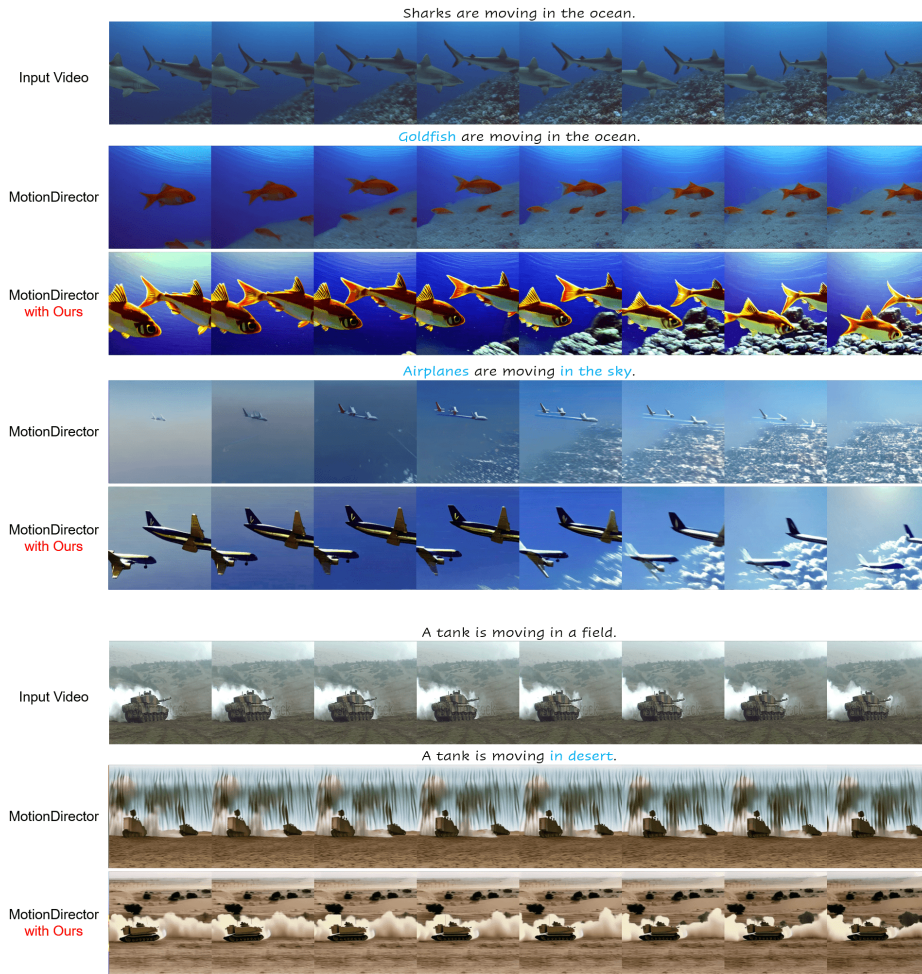 Sharks are moving in the ocean.
Input Video
Goldfish are moving in the ocean.
MotionDirector
MotionDirector
with Ours
Airplanes are moving in the sky.
MotionDirector
MotionDirector
with Ours
A tank is moving in a field.
Input Video
A tank is moving in desert.
MotionDirector
MotionDirector
with Ours